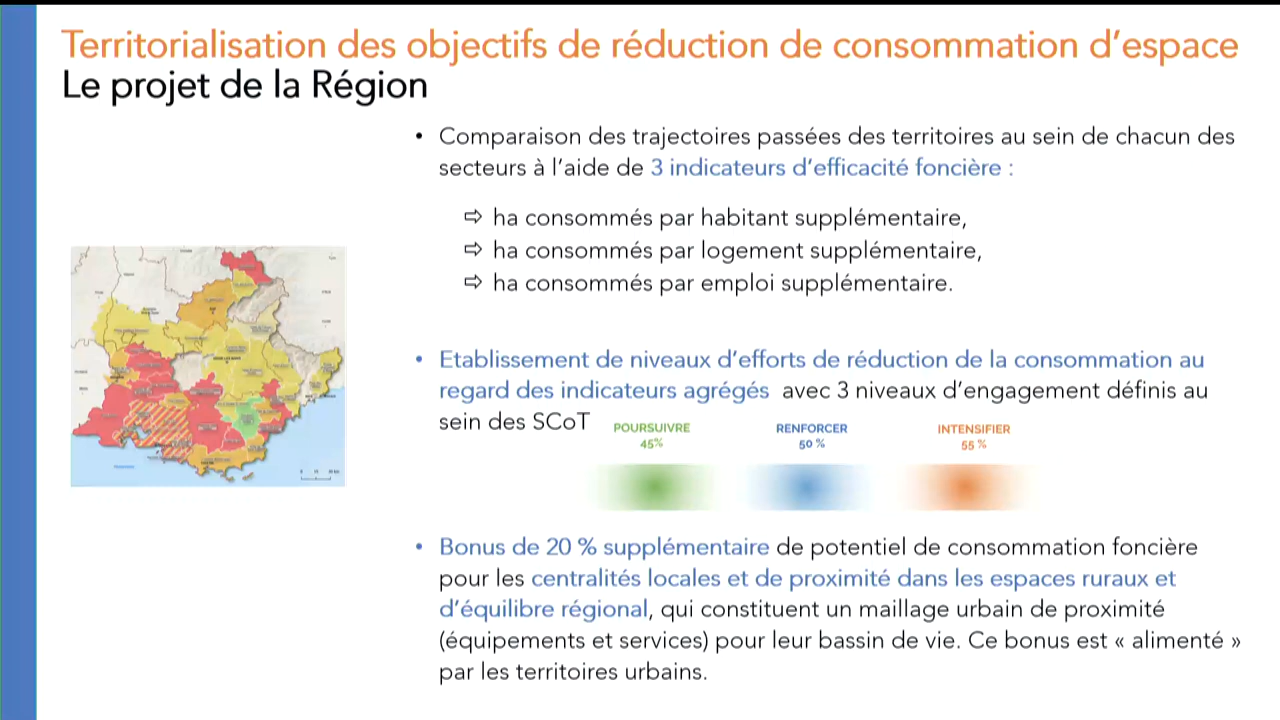 Territorialisation des objectifs de réduction de consommation d'espace
Le projet de la Région
• Comparaison des trajectoires passées des territoires au sein de chacun des
secteurs à l'aide de 3 indicateurs d'efficacité foncière :
⇨ ha consommés par habitant supplémentaire,
⇨ ha consommés par logement supplémentaire,
⇨ ha consommés par emploi supplémentaire.
• Etablissement de niveaux d'efforts de réduction de la consommation au
regard des indicateurs agrégés avec 3 niveaux d'engagement définis au
sein des SCoT
POURSUIVRE RENFORCER INTENSIFIER
45% 50 % 55 %
• Bonus de 20 % supplémentaire de potentiel de consommation foncière
pour les centralités locales et de proximité dans les espaces ruraux et
d'équilibre régional, qui constituent un maillage urbain de proximité
(équipements et services) pour leur bassin de vie. Ce bonus est « alimenté »
par les territoires urbains.